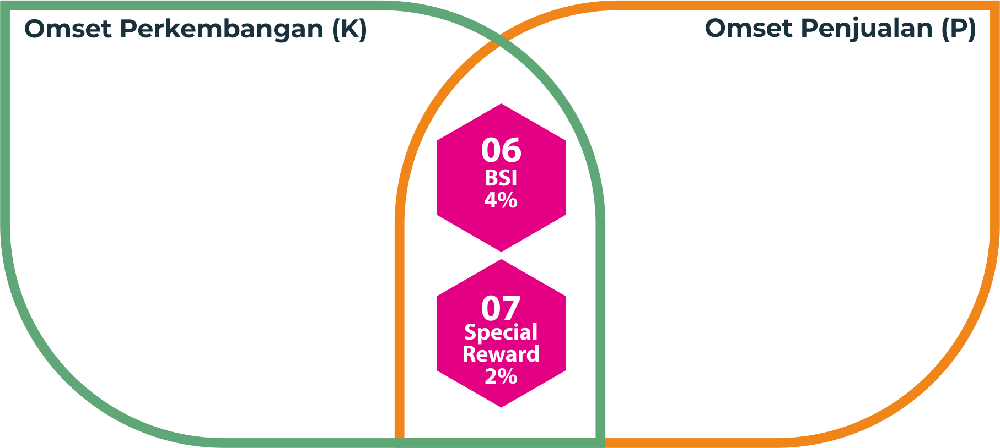 Omset Perkembangan (K)
Omset Penjualan (P)
06
BSI
4%
07
Special
Reward
2%